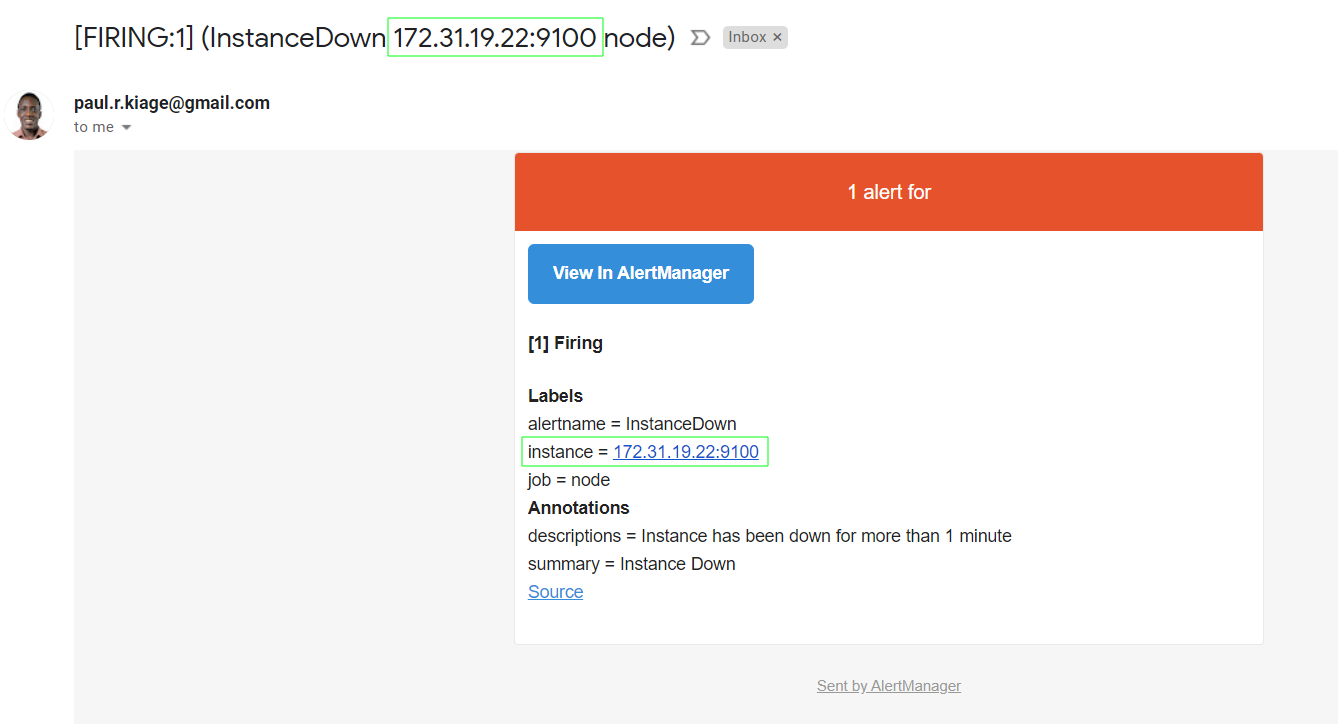 [FIRING:1] (InstanceDown 172.31.19.22:9100 node) Inbox ×
paul.r.kiage@gmail.com
to me
1 alert for
View In AlertManager
[1] Firing
Labels
alertname = InstanceDown
instance = 172.31.19.22:9100
job = node
Annotations
descriptions = Instance has been down for more than 1 minute
summary = Instance Down
Source
Sent by AlertManager